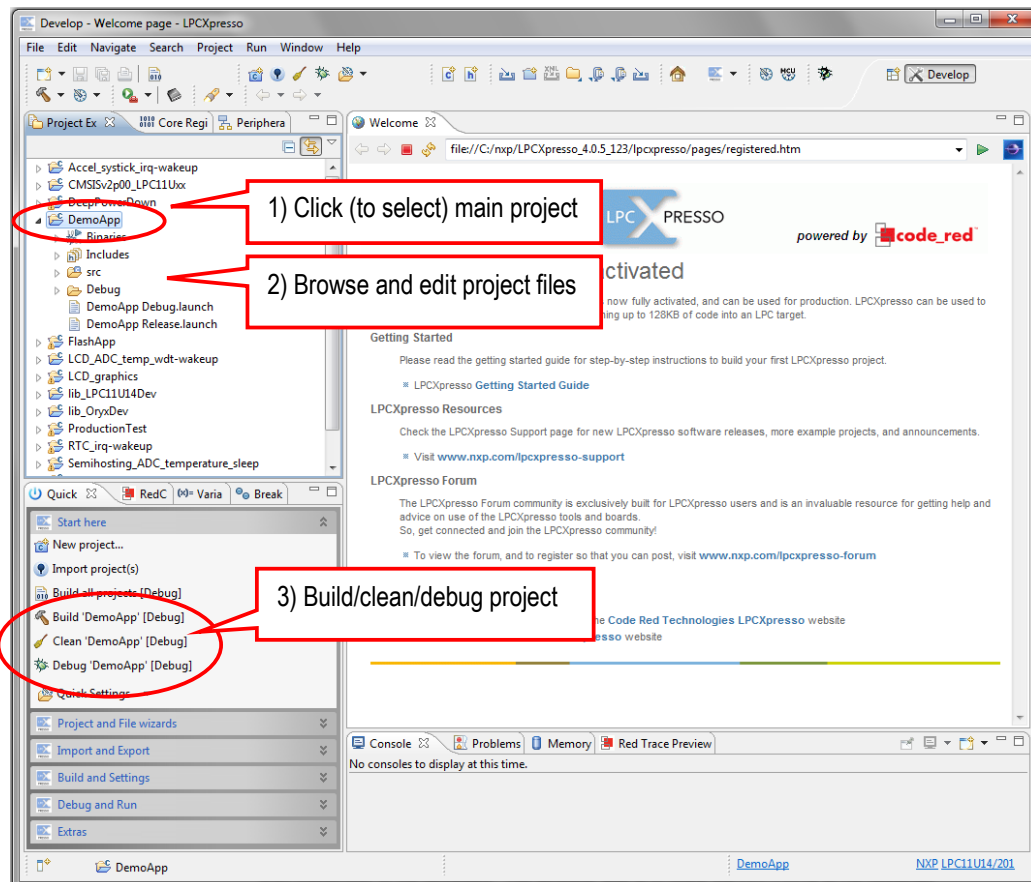 Develop - Welcome page - LPCXpresso
File Edit Navigate Search Project Run Window Help
Develop
Project Ex
Core Regi
Periphera
Welcome
file://C:/nxp/LPCXpresso_4.0.5_123/lpcxpresso/pages/registered.htm
Accel_systick_irq-wakeup
CMSISv2p00_LPC11Uxx
DeepPowerDown
DemoApp
Binaries
Includes
src
Debug
DemoApp Debug.launch
DemoApp Release.launch
FlashApp
LCD_ADC_temp_wdt-wakeup
LCD_graphics
lib_LPC11U14Dev
lib_OryxDev
ProductionTest
RTC_irq-wakeup
Semihosting_ADC_temperature_sleep
1) Click (to select) main project
2) Browse and edit project files
3) Build/clean/debug project
LPC XPRESSO
powered by code_red
ctivated
now fully activated, and can be used for production. LPCXpresso can be used to
ning up to 128KB of code into an LPC target.
Getting Started
Please read the getting started guide for step-by-step instructions to build your first LPCXpresso project.
LPCXpresso Getting Started Guide
LPCXpresso Resources
Check the LPCXpresso Support page for new LPCXpresso software releases, more example projects, and announcements.
Visit www.nxp.com/lpcxpresso-support
LPCXpresso Forum
The LPCXpresso Forum community is exclusively built for LPCXpresso users and is an invaluable resource for getting help and
advice on use of the LPCXpresso tools and boards.
So, get connected and join the LPCXpresso community!
To view the forum, and to register so that you can post, visit www.nxp.com/lpcxpresso-forum
Code Red Technologies LPCXpresso website
website
Quick
RedC
Varia
Break
Start here
New project...
Import project(s)
Build all projects [Debug]
Build 'DemoApp' [Debug]
Clean 'DemoApp' [Debug]
Debug 'DemoApp' [Debug]
Quick Settings
Project and File wizards
Import and Export
Build and Settings
Debug and Run
Extras
Console
Problems
Memory
Red Trace Preview
No consoles to display at this time.
DemoApp
DemoApp
NXP LPC11U14/201